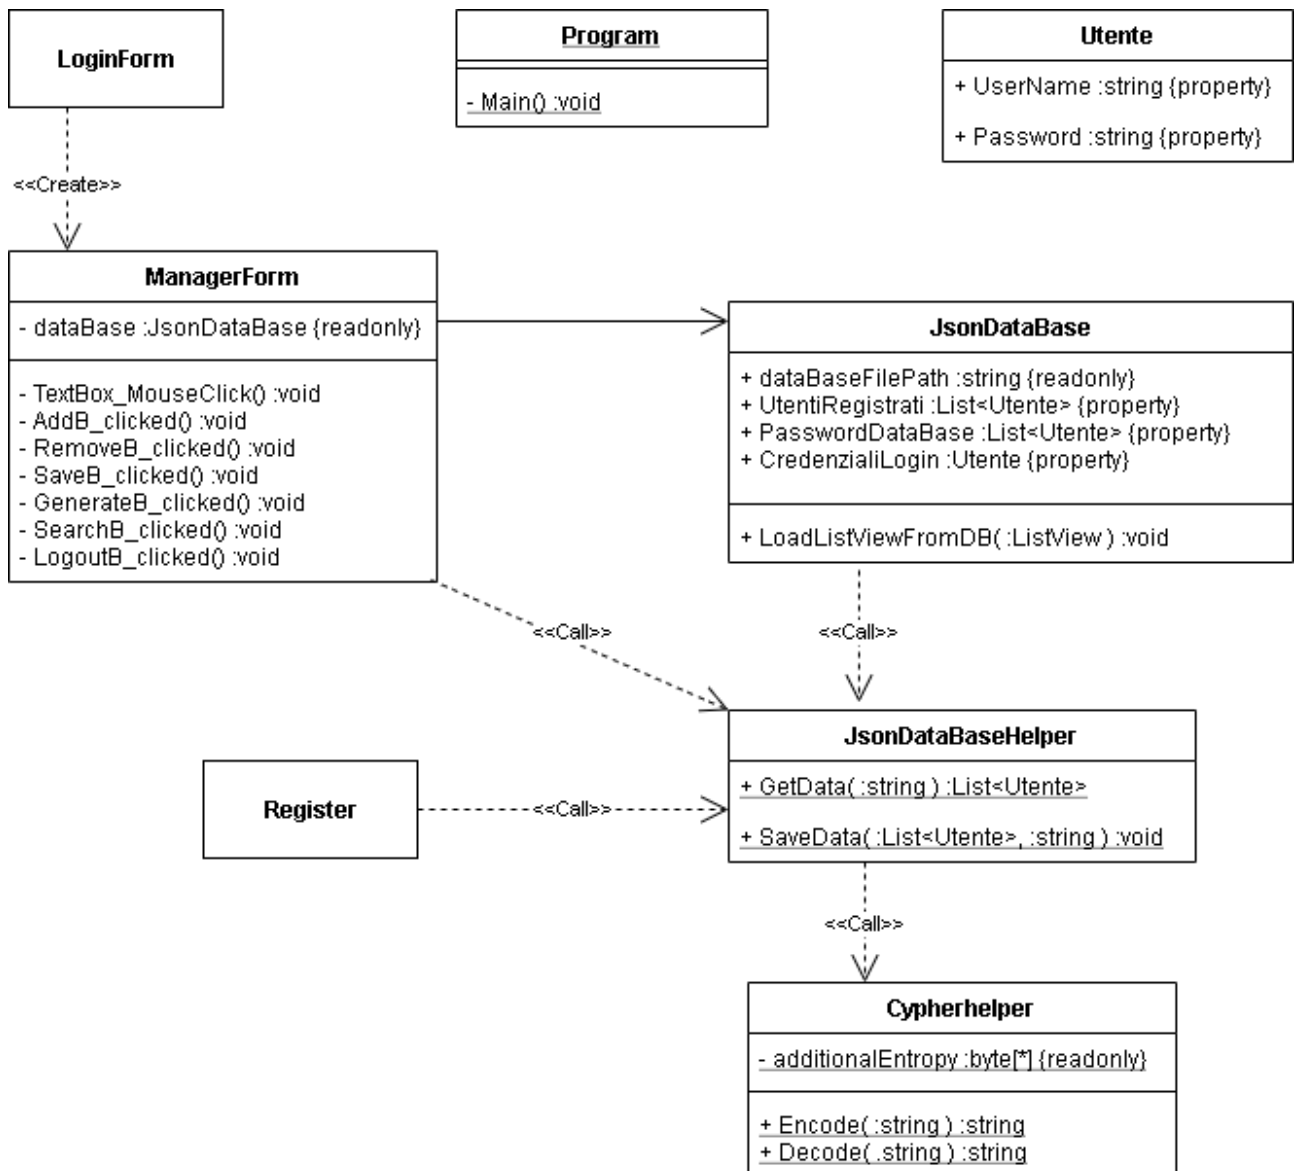 LoginForm
Program
- Main() :void
Utente
+ UserName :string {property}
+ Password :string {property}
<<Create>>
ManagerForm
- dataBase :JsonDataBase {readonly}
- TextBox_MouseClick() :void
- AddB_clicked() :void
- RemoveB_clicked() :void
- SaveB_clicked() :void
- GenerateB_clicked() :void
- SearchB_clicked() :void
- LogoutB_clicked() :void
JsonDataBase
+ dataBaseFilePath :string {readonly}
+ UtentiRegistrati :List<Utente> {property}
+ PasswordDataBase :List<Utente> {property}
+ CredenzialiLogin :Utente {property}
+ LoadListViewFromDB( :ListView ) :void
<<Call>>
<<Call>>
JsonDataBaseHelper
+ GetData( :string ) :List<Utente>
+ SaveData( :List<Utente>, :string ) :void
Register
<<Call>>
<<Call>>
Cypherhelper
- additionalEntropy :byte[*] {readonly}
+ Encode( :string ) :string
+ Decode( :string ) :string